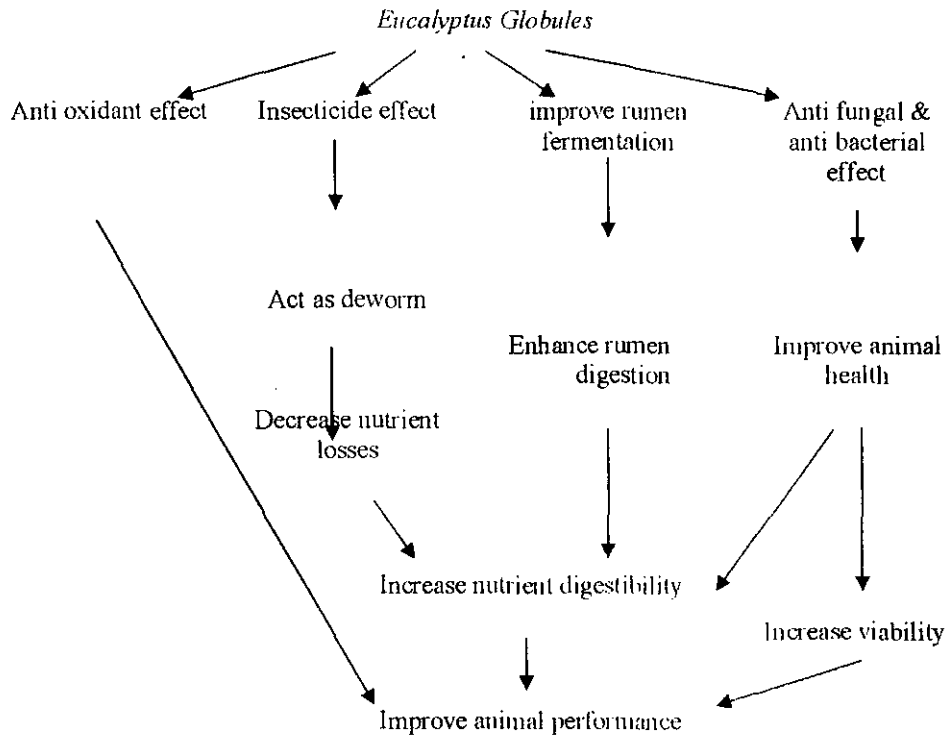 Eucalyptus Globules
Anti oxidant effect
Insecticide effect
improve rumen
fermentation
Anti fungal &
anti bacterial
effect
Act as deworm
Enhance rumen
digestion
Improve animal
health
Decrease nutrient
losses
Increase nutrient digestibility
Increase viability
Improve animal performance